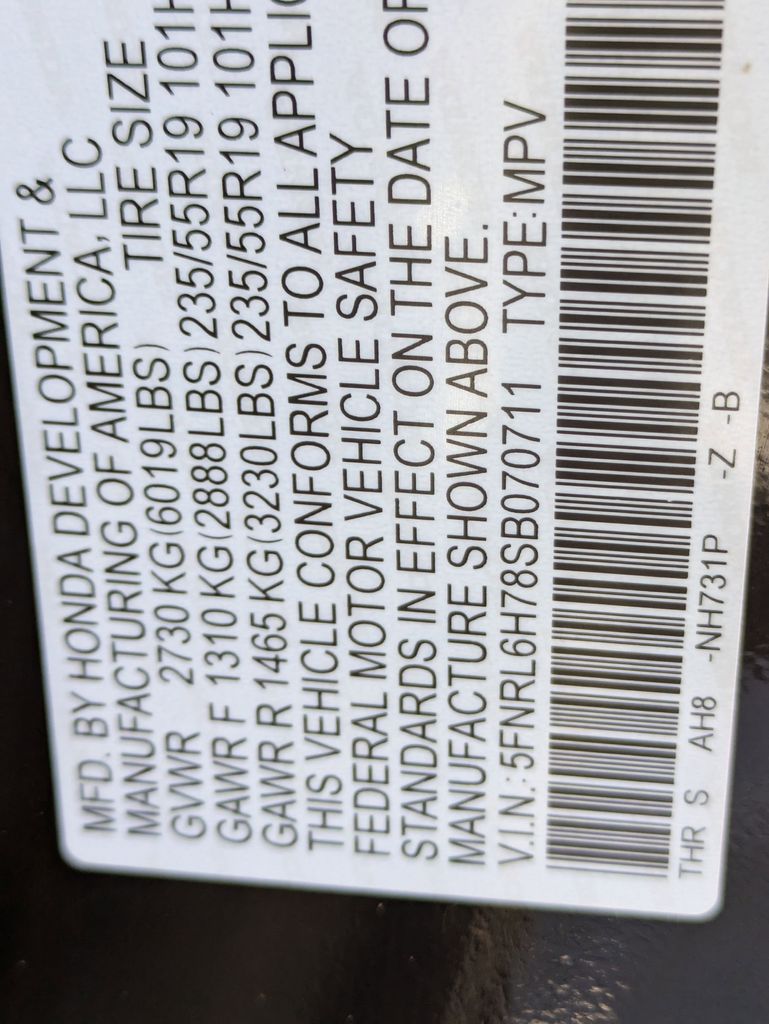 MFD. BY HONDA DEVELOPMENT &
MANUFACTURING OF AMERICA, LLC
GVWR 2730 KG(6019LBS) TIRE SIZE
GAWR F 1310 KG(2888LBS) 235/55R19 101H
GAWR R 1465 KG(3230LBS) 235/55R19 101H
THIS VEHICLE CONFORMS TO ALL APPLIC
FEDERAL MOTOR VEHICLE SAFETY
STANDARDS IN EFFECT ON THE DATE OF
MANUFACTURE SHOWN ABOVE.
V.I.N.: 5FNRL6H78SB070711 TYPE: MPV
THR S AH8 -NH731P -Z -B